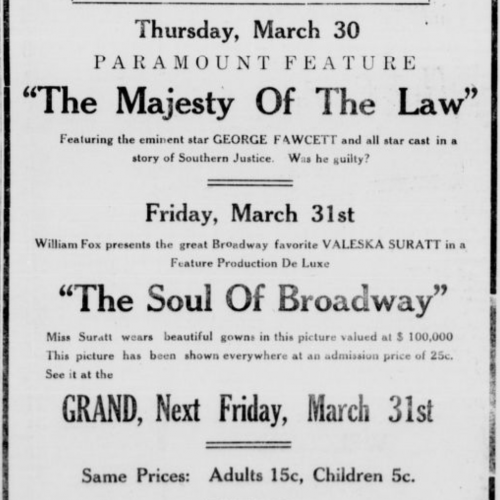 Thursday, March 30
PARAMOUNT FEATURE
“The Majesty Of The Law”
Featuring the eminent star GEORGE FAWCETT and all star cast in a
story of Southern Justice. Was he guilty?
Friday, March 31st
William Fox presents the great Broadway favorite VALESKA SURATT in a
Feature Production De Luxe
“The Soul Of Broadway”
Miss Suratt wears beautiful gowns in this picture valued at $ 100,000
This picture has been shown everywhere at an admission price of 25c.
See it at the
GRAND, Next Friday, March 31st
Same Prices: Adults 15c, Children 5c.